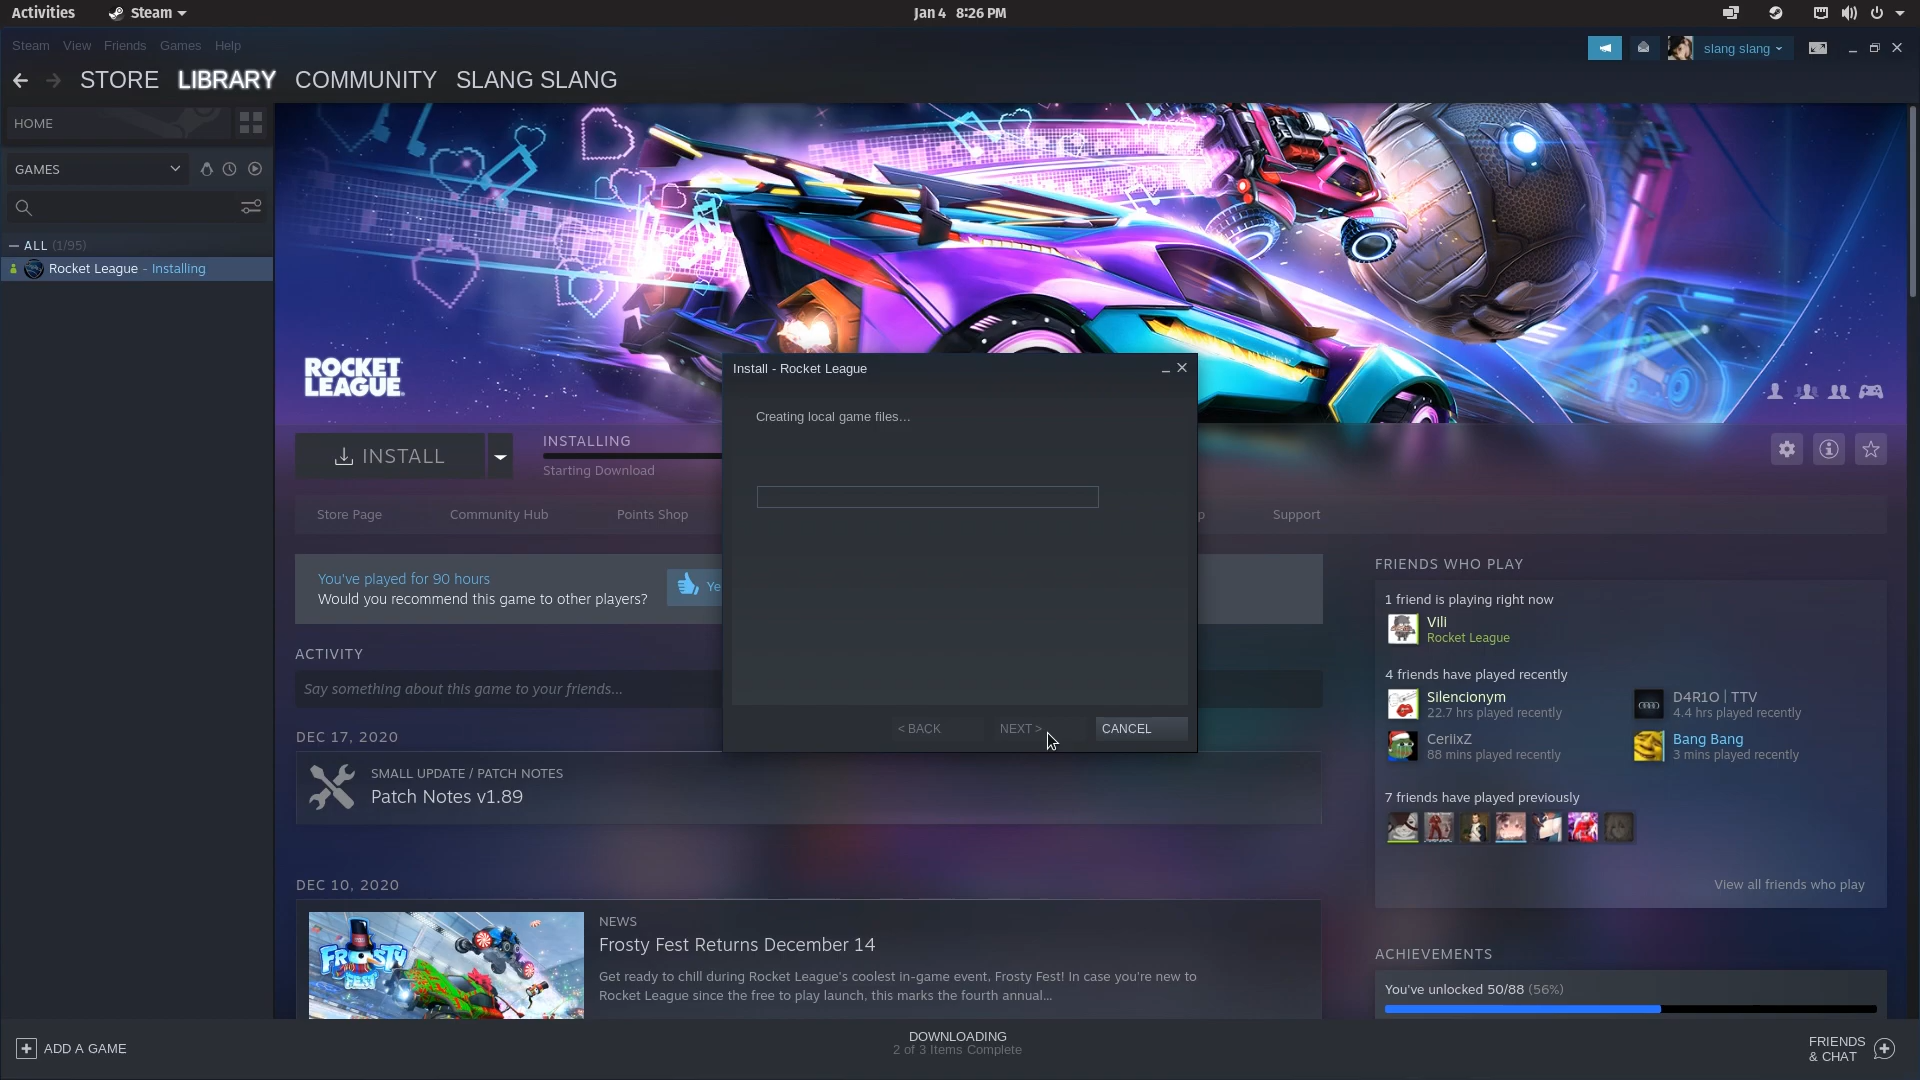 Activities
Steam
Jan 4 8:26 PM
Steam View Friends Games Help
slang slang
STORE LIBRARY COMMUNITY SLANG SLANG
HOME
GAMES
ALL (1/95)
Rocket League - Installing
ROCKET
LEAGUE
Install - Rocket League
Creating local game files...
< BACK NEXT > CANCEL
INSTALL
INSTALLING
Starting Download
Store Page Community Hub Points Shop Support
You've played for 90 hours
Would you recommend this game to other players?
Ye
ACTIVITY
Say something about this game to your friends...
DEC 17, 2020
SMALL UPDATE / PATCH NOTES
Patch Notes v1.89
DEC 10, 2020
FROSTY
FEST
NEWS
Frosty Fest Returns December 14
Get ready to chill during Rocket League's coolest in-game event, Frosty Fest! In case you're new to
Rocket League since the free to play launch, this marks the fourth annual...
FRIENDS WHO PLAY
1 friend is playing right now
Vili
Rocket League
4 friends have played recently
Silencionym
22.7 hrs played recently
D4R1O | TTV
4.4 hrs played recently
CeriixZ
88 mins played recently
Bang Bang
3 mins played recently
7 friends have played previously
View all friends who play
ACHIEVEMENTS
You've unlocked 50/88 (56%)
ADD A GAME
DOWNLOADING
2 of 3 Items Complete
FRIENDS
& CHAT